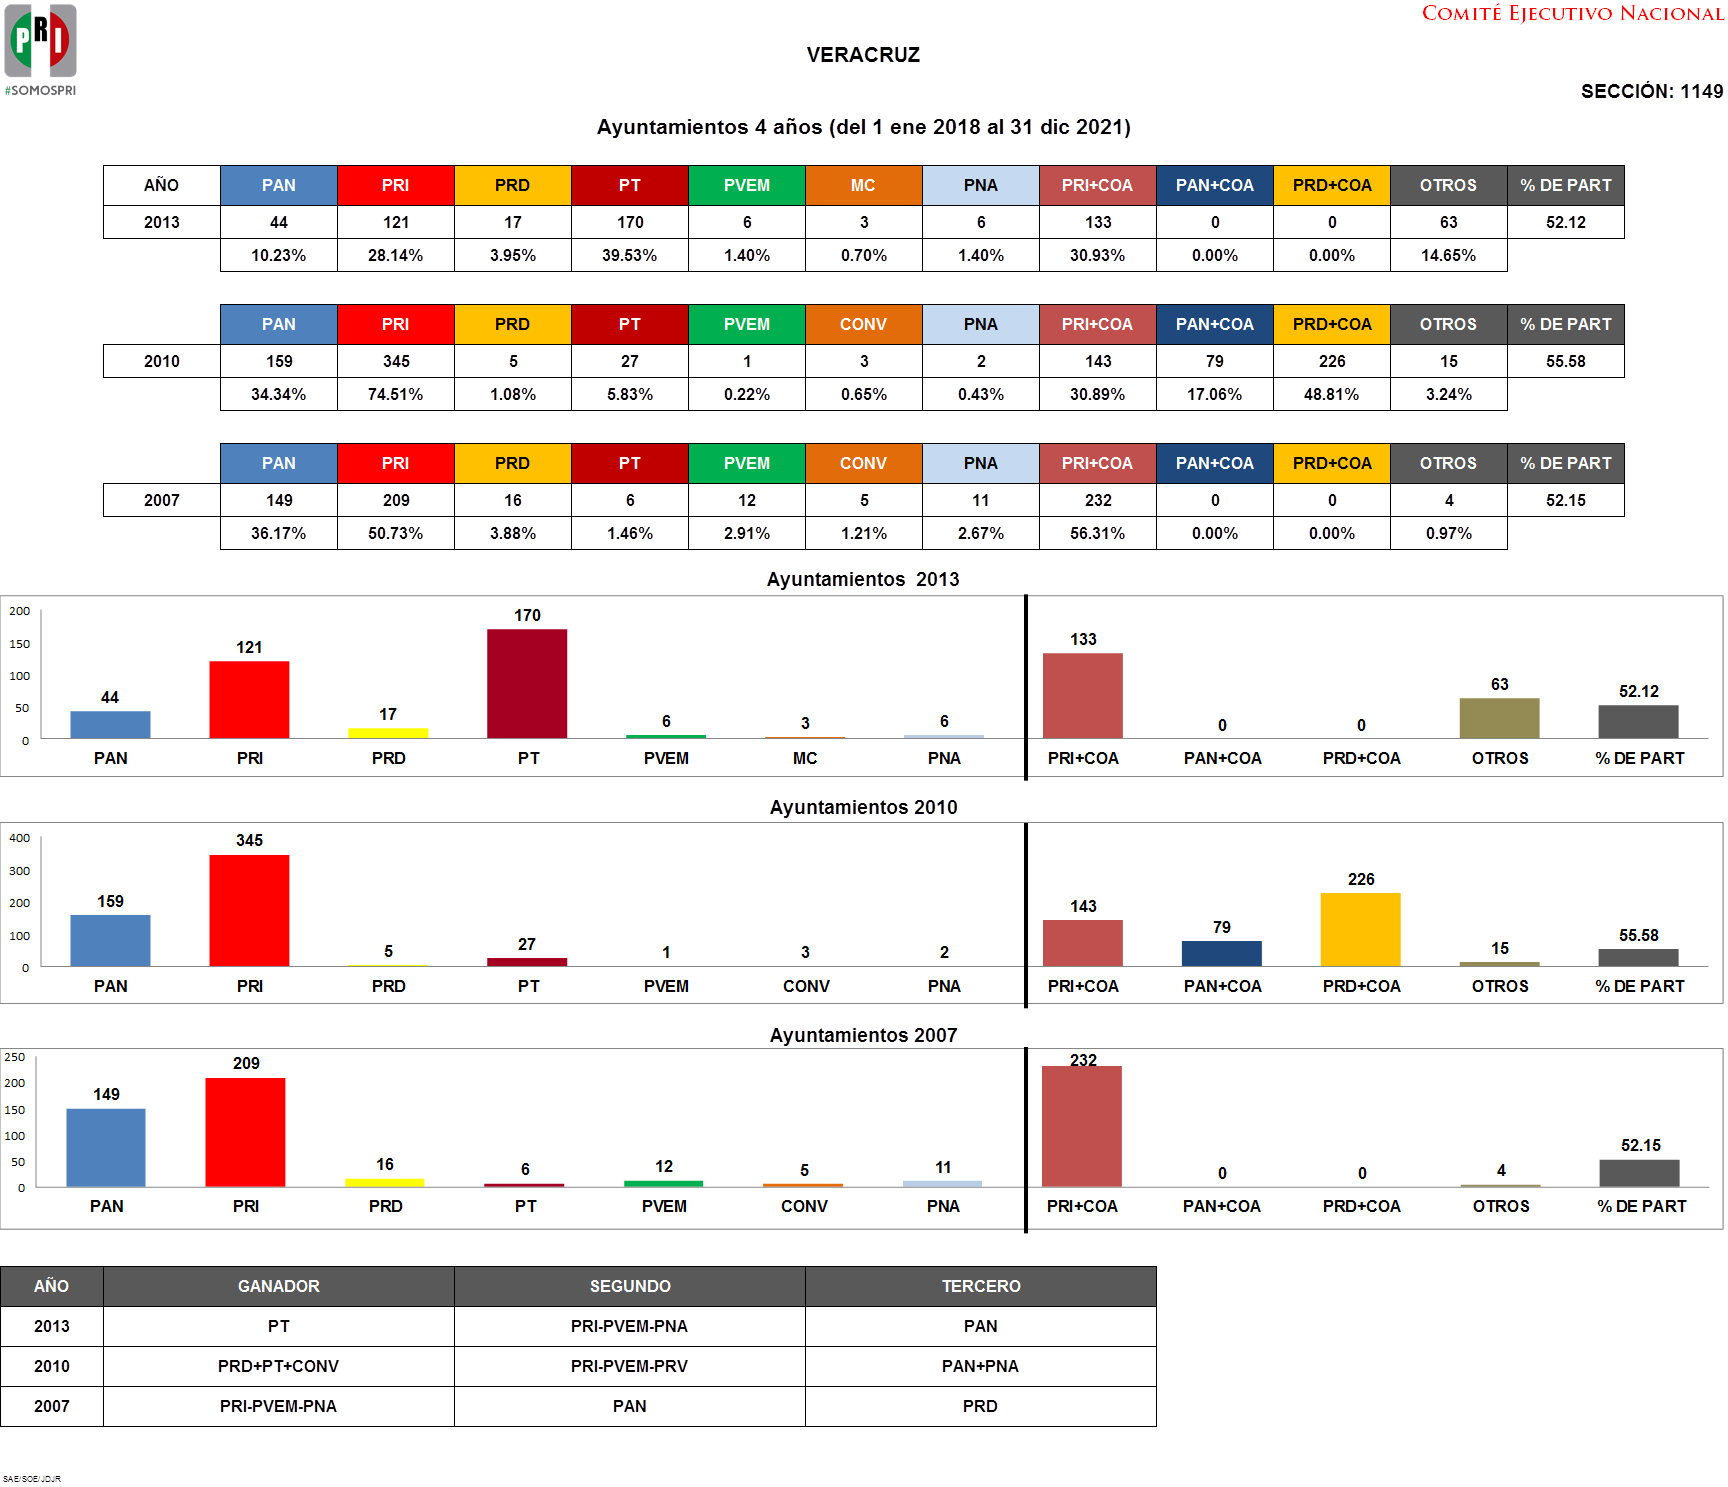 COMITÉ EJECUTIVO NACIONAL
PRI
#SOMOSPRI
VERACRUZ
SECCIÓN: 1149
Ayuntamientos 4 años (del 1 ene 2018 al 31 dic 2021)
AÑO PAN PRI PRD PT PVEM MC PNA PRI+COA PAN+COA PRD+COA OTROS % DE PART
2013 44 121 17 170 6 3 6 133 0 0 63 52.12
10.23% 28.14% 3.95% 39.53% 1.40% 0.70% 1.40% 30.93% 0.00% 0.00% 14.65%
PAN PRI PRD PT PVEM CONV PNA PRI+COA PAN+COA PRD+COA OTROS % DE PART
2010 159 345 5 27 1 3 2 143 79 226 15 55.58
34.34% 74.51% 1.08% 5.83% 0.22% 0.65% 0.43% 30.89% 17.06% 48.81% 3.24%
PAN PRI PRD PT PVEM CONV PNA PRI+COA PAN+COA PRD+COA OTROS % DE PART
2007 149 209 16 6 12 5 11 232 0 0 4 52.15
36.17% 50.73% 3.88% 1.46% 2.91% 1.21% 2.67% 56.31% 0.00% 0.00% 0.97%
Ayuntamientos 2013
200
150
100
50
0
44 121 17 170 6 3 6 133 0 0 63 52.12
PAN PRI PRD PT PVEM MC PNA PRI+COA PAN+COA PRD+COA OTROS % DE PART
Ayuntamientos 2010
400
300
200
100
0
159 345 5 27 1 3 2 143 79 226 15 55.58
PAN PRI PRD PT PVEM CONV PNA PRI+COA PAN+COA PRD+COA OTROS % DE PART
Ayuntamientos 2007
250
200
150
100
50
0
149 209 16 6 12 5 11 232 0 0 4 52.15
PAN PRI PRD PT PVEM CONV PNA PRI+COA PAN+COA PRD+COA OTROS % DE PART
AÑO GANADOR SEGUNDO TERCERO
2013 PT PRI-PVEM-PNA PAN
2010 PRD+PT+CONV PRI-PVEM-PRV PAN+PNA
2007 PRI-PVEM-PNA PAN PRD
SAE/SOE/JDJR